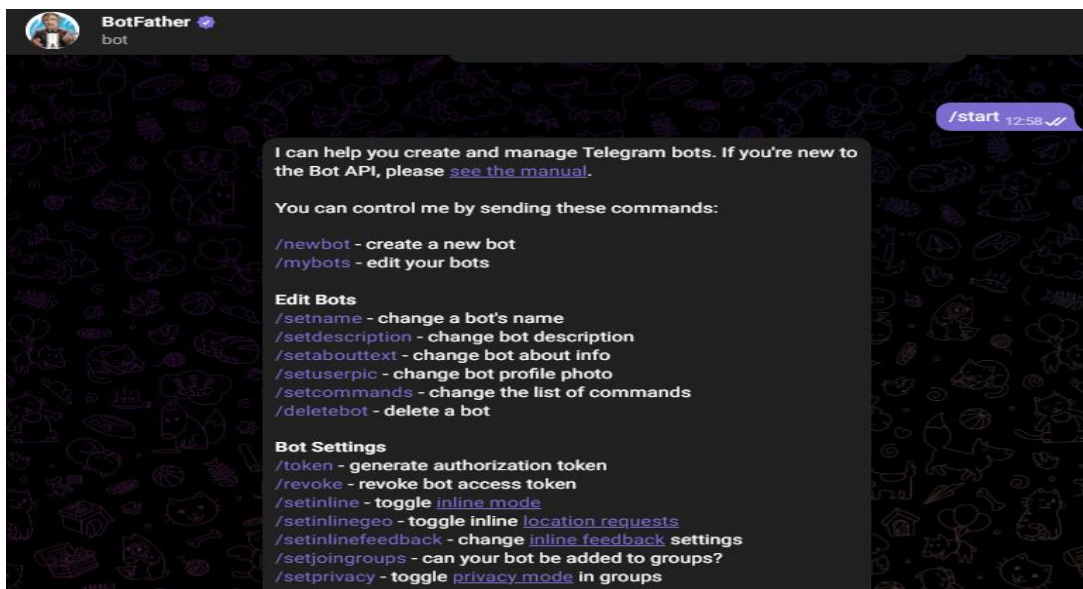 BotFather
bot
/start 12:58
I can help you create and manage Telegram bots. If you're new to
the Bot API, please see the manual.
You can control me by sending these commands:
/newbot - create a new bot
/mybots - edit your bots
Edit Bots
/setname - change a bot's name
/setdescription - change bot description
/setabouttext - change bot about info
/setuserpic - change bot profile photo
/setcommands - change the list of commands
/deletebot - delete a bot
Bot Settings
/token - generate authorization token
/revoke - revoke bot access token
/setinline - toggle inline mode
/setinlinegeo - toggle inline location requests
/setinlinefeedback - change inline feedback settings
/setjoingroups - can your bot be added to groups?
/setprivacy - toggle privacy mode in groups